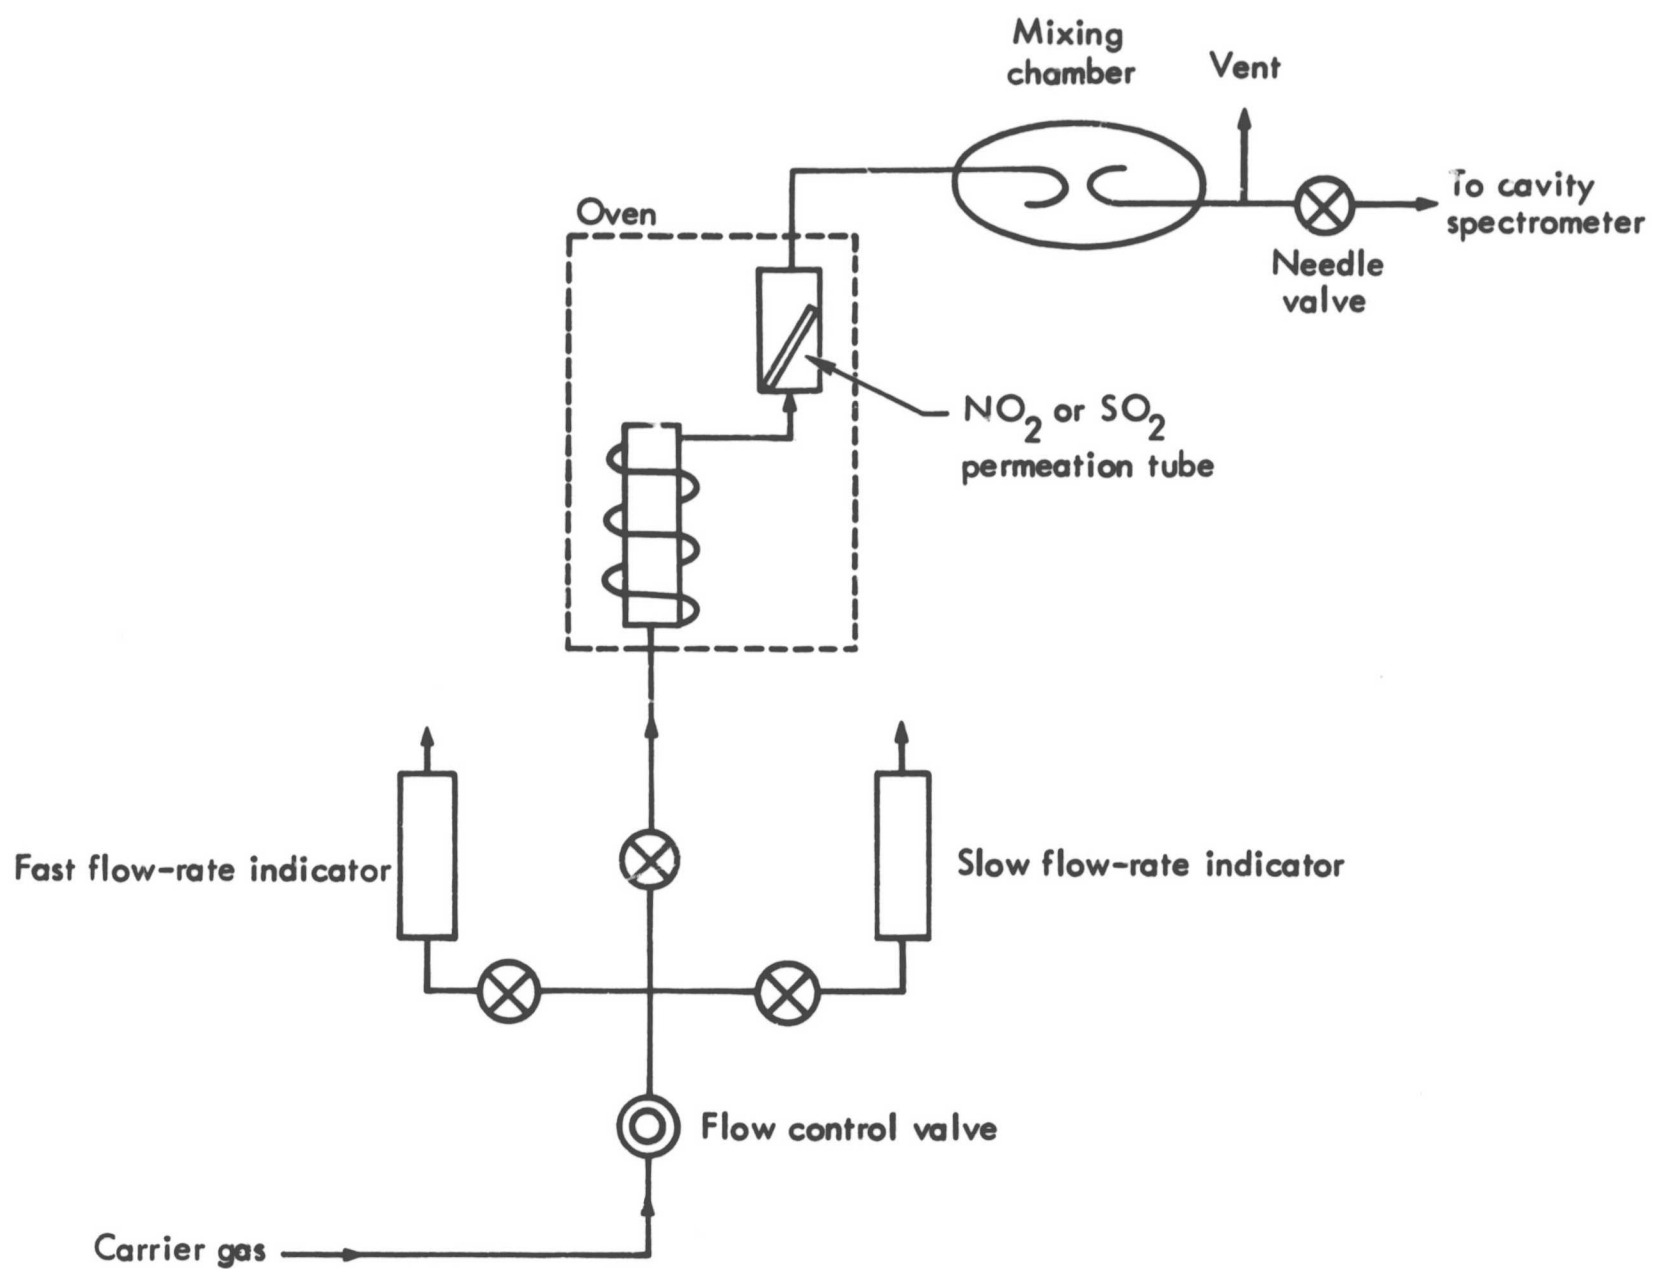 Mixing
chamber
Vent
To cavity
spectrometer
Needle
valve
Oven
NO2 or SO2
permeation tube
Fast flow-rate indicator
Slow flow-rate indicator
Flow control valve
Carrier gas